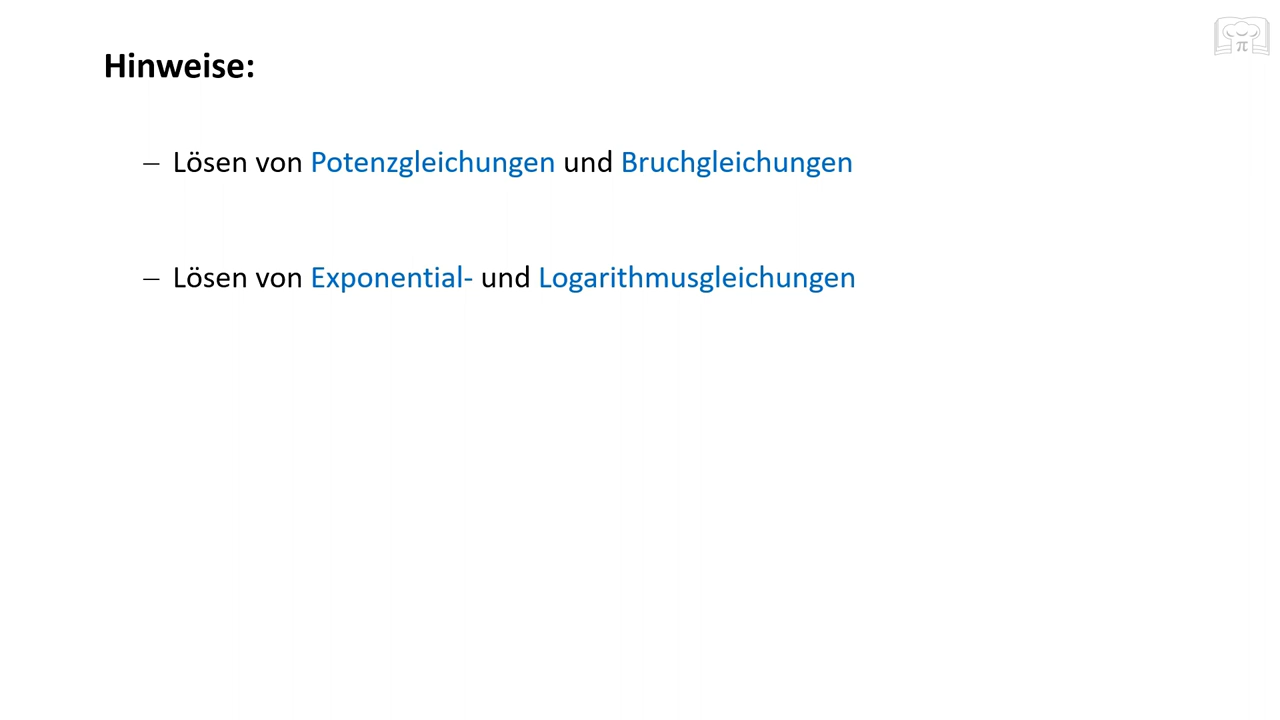 Hinweise:
– Lösen von Potenzgleichungen und Bruchgleichungen
– Lösen von Exponential- und Logarithmusgleichungen
π